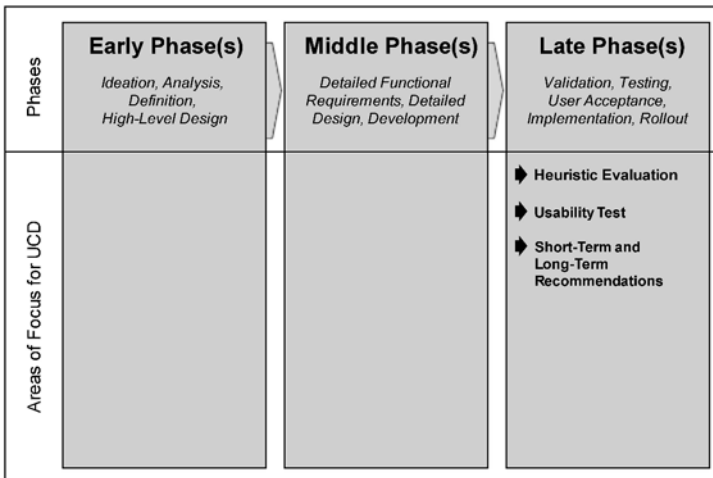 Phases
Early Phase(s)
Ideation, Analysis,
Definition,
High-Level Design
Middle Phase(s)
Detailed Functional
Requirements, Detailed
Design, Development
Late Phase(s)
Validation, Testing,
User Acceptance,
Implementation, Rollout
Areas of Focus for UCD
Heuristic Evaluation
Usability Test
Short-Term and
Long-Term
Recommendations